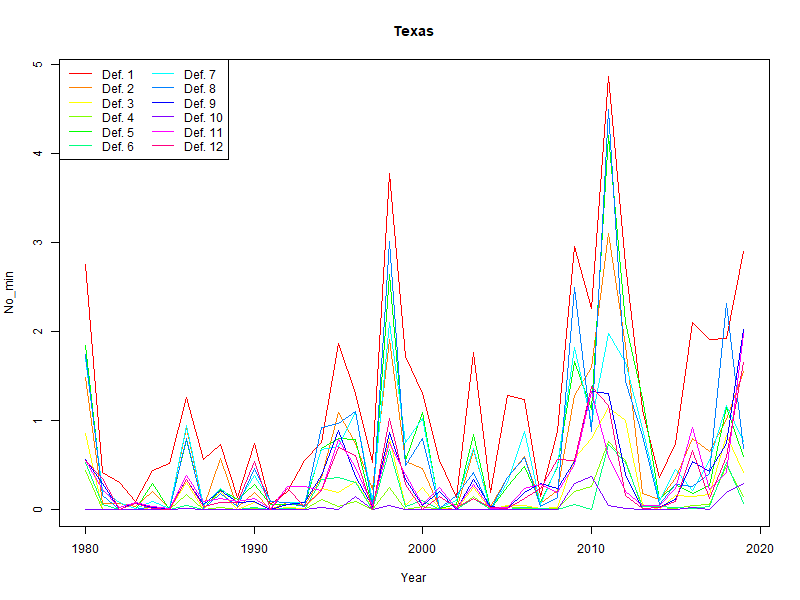 Texas
5
4
3
2
1
0
No_min
Def. 1 Def. 7
Def. 2 Def. 8
Def. 3 Def. 9
Def. 4 Def. 10
Def. 5 Def. 11
Def. 6 Def. 12
1980 1990 2000 2010 2020
Year